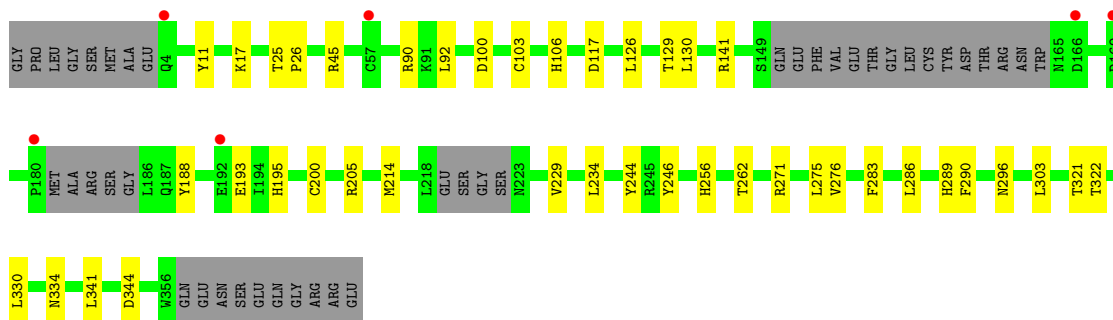 GLY PRO LEU GLY SER MET ALA GLU Q4 Y11 K17 T25 P26 R45 C57 R90 K91 L92 D100 C103 H106 D117 L126 T129 L130 R141 S149 GLN GLU PHE VAL GLU THR GLY LEU CYS TYR ASP THR ARG ASN TRP N165 D166
P180 MET ALA ARG SER GLY L186 Q187 Y188 E192 E193 I194 H195 C200 R205 M214 L218 GLU SER GLY SER N223 V229 L234 Y244 R245 Y246 H256 T262 R271 L275 V276 F283 L286 H289 F290 N296 L303 T321 T322
L330 N334 L341 D344 W356 GLN GLU ASN SER GLU GLN GLY ARG ARG GLU